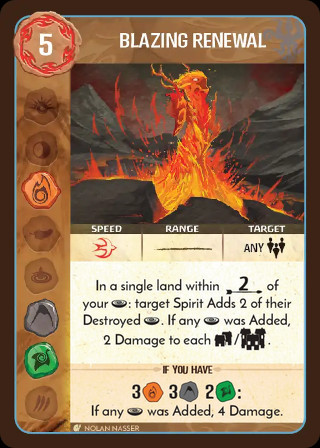 5
BLAZING RENEWAL
SPEED
RANGE
TARGET
ANY
In a single land within 2 of
your : target Spirit Adds 2 of their
Destroyed . If any was Added,
2 Damage to each / .
IF YOU HAVE
3 3 2 :
If any was Added, 4 Damage.
NOLAN NASSER